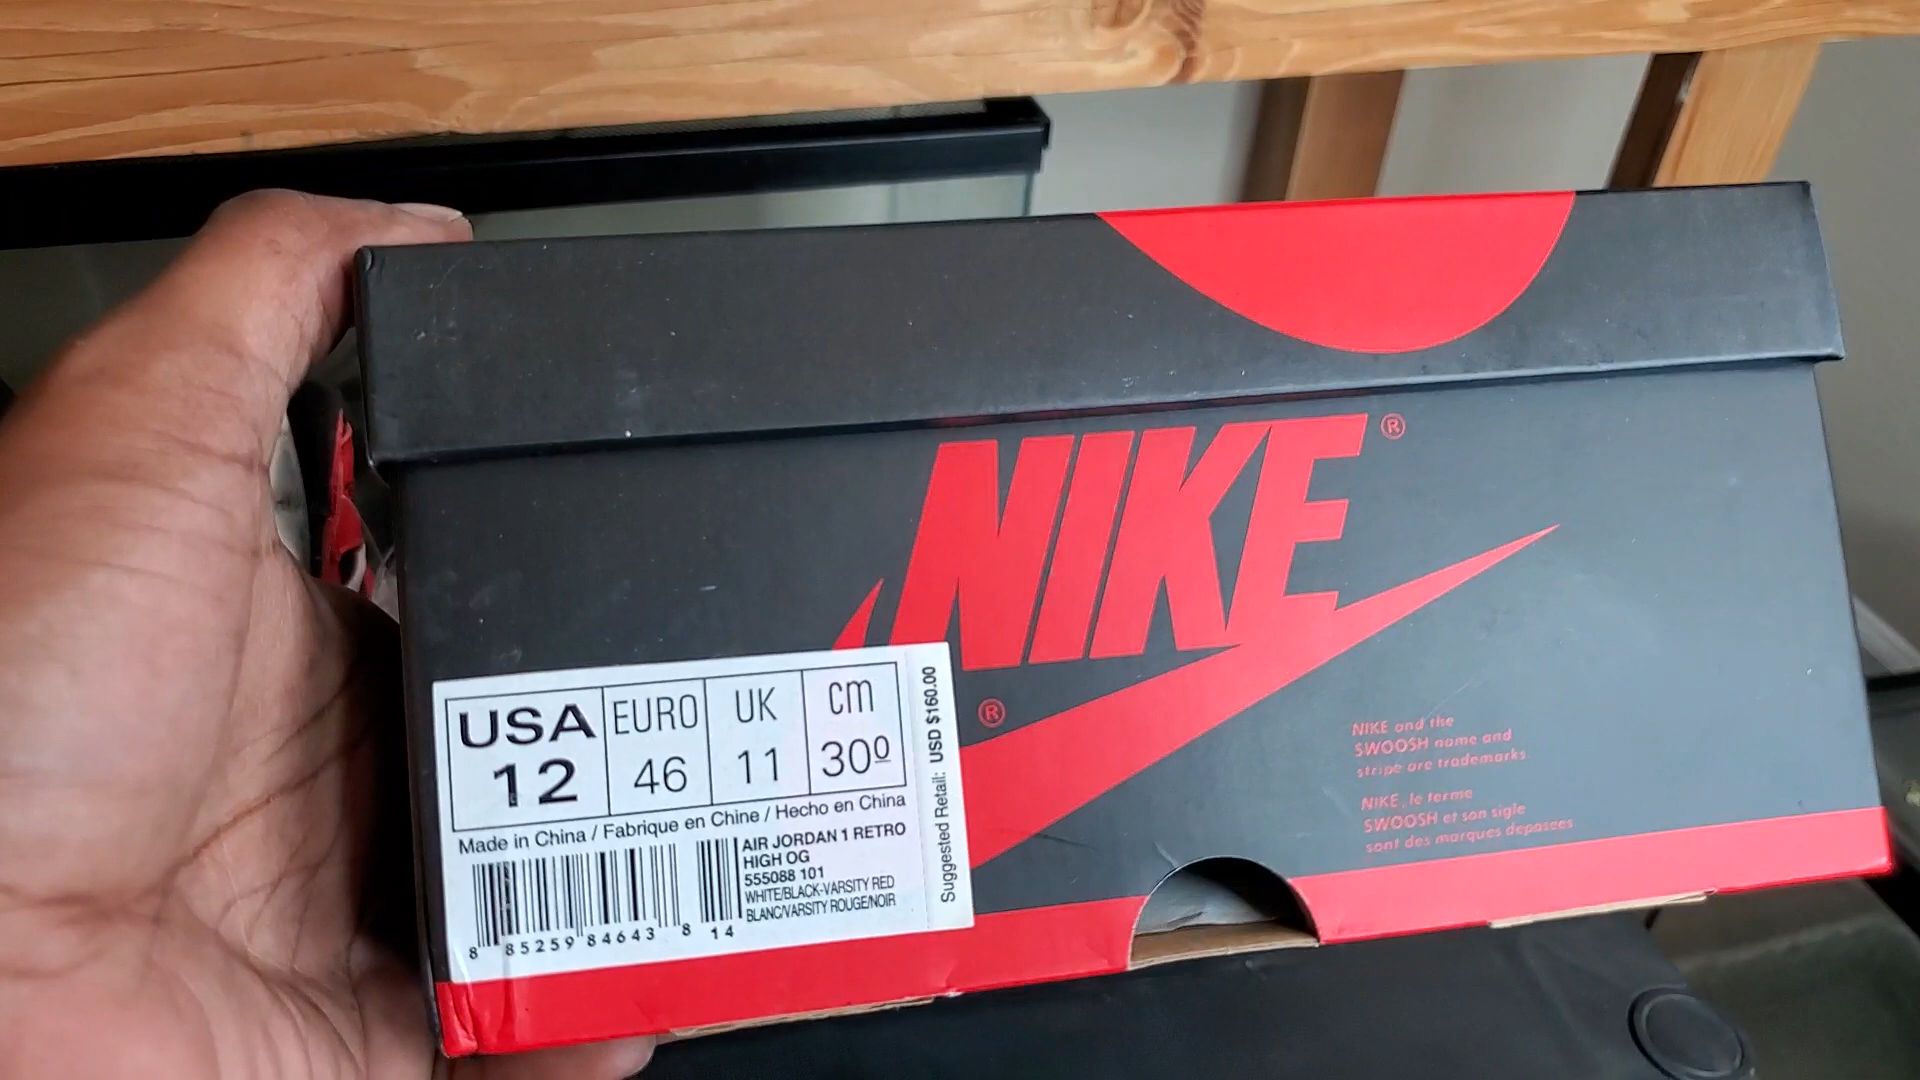 NIKE ®
®
USA EURO UK cm
12 46 11 30º
Made in China / Fabrique en Chine / Hecho en China
AIR JORDAN 1 RETRO
HIGH OG
555088 101
WHITE/BLACK-VARSITY RED
BLANC/VARSITY ROUGE/NOIR
8 85259 84643 8 14
Suggested Retail: USD $160.00
NIKE and the
SWOOSH name and
stripe are trademarks
NIKE, le terme
SWOOSH et son sigle
sont des marques deposees